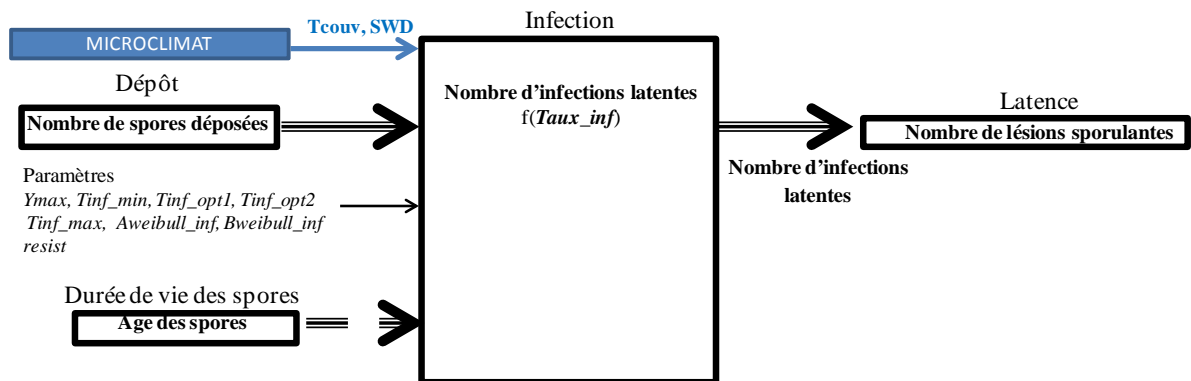 Infection
Tcouv, SWD
MICROCLIMAT
Dépôt
Nombre de spores déposées
Nombre d'infections latentes
f(Taux_inf)
Latence
Nombre de lésions sporulantes
Nombre d'infections
latentes
Paramètres
Ymax, Tinf_min, Tinf_opt1, Tinf_opt2
Tinf_max, Aweibull_inf, Bweibull_inf
resist
Durée de vie des spores
Age des spores